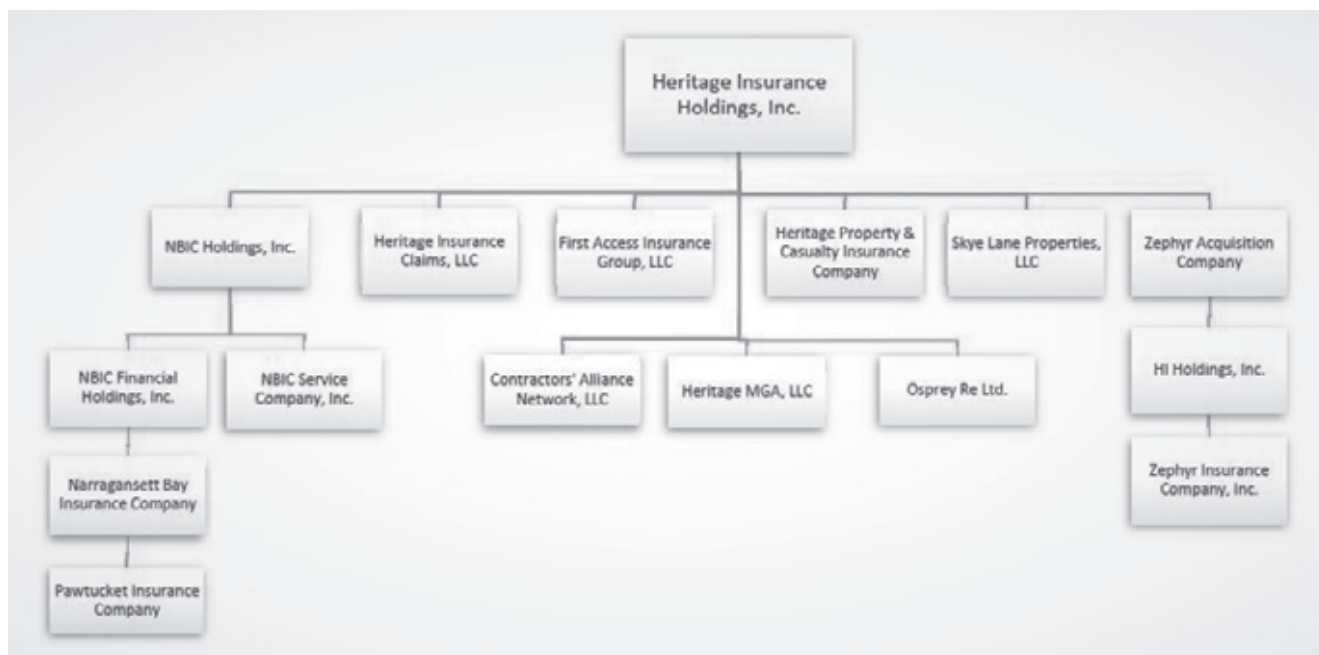 Heritage Insurance
Holdings, Inc.
NBIC Holdings, Inc.
Heritage Insurance
Claims, LLC
First Access Insurance
Group, LLC
Heritage Property &
Casualty Insurance
Company
Skye Lane Properties,
LLC
Zephyr Acquisition
Company
NBIC Financial
Holdings, Inc.
NBIC Service
Company, Inc.
Contractors' Alliance
Network, LLC
Heritage MGA, LLC
Osprey Re Ltd.
HI Holdings, Inc.
Narragansett Bay
Insurance Company
Zephyr Insurance
Company, Inc.
Pawtucket Insurance
Company